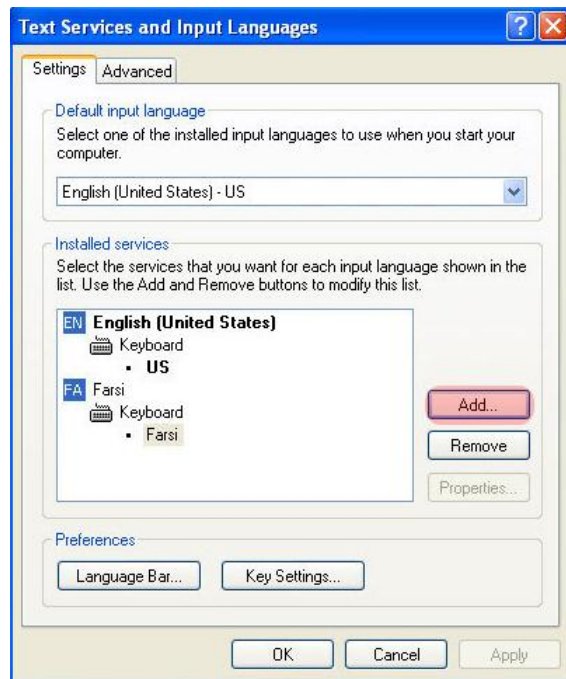 Text Services and Input Languages
Settings Advanced
Default input language
Select one of the installed input languages to use when you start your
computer.
English (United States) - US
Installed services
Select the services that you want for each input language shown in the
list. Use the Add and Remove buttons to modify this list.
EN English (United States)
Keyboard
• US
FA Farsi
Keyboard
• Farsi
Add...
Remove
Properties...
Preferences
Language Bar... Key Settings...
OK Cancel Apply